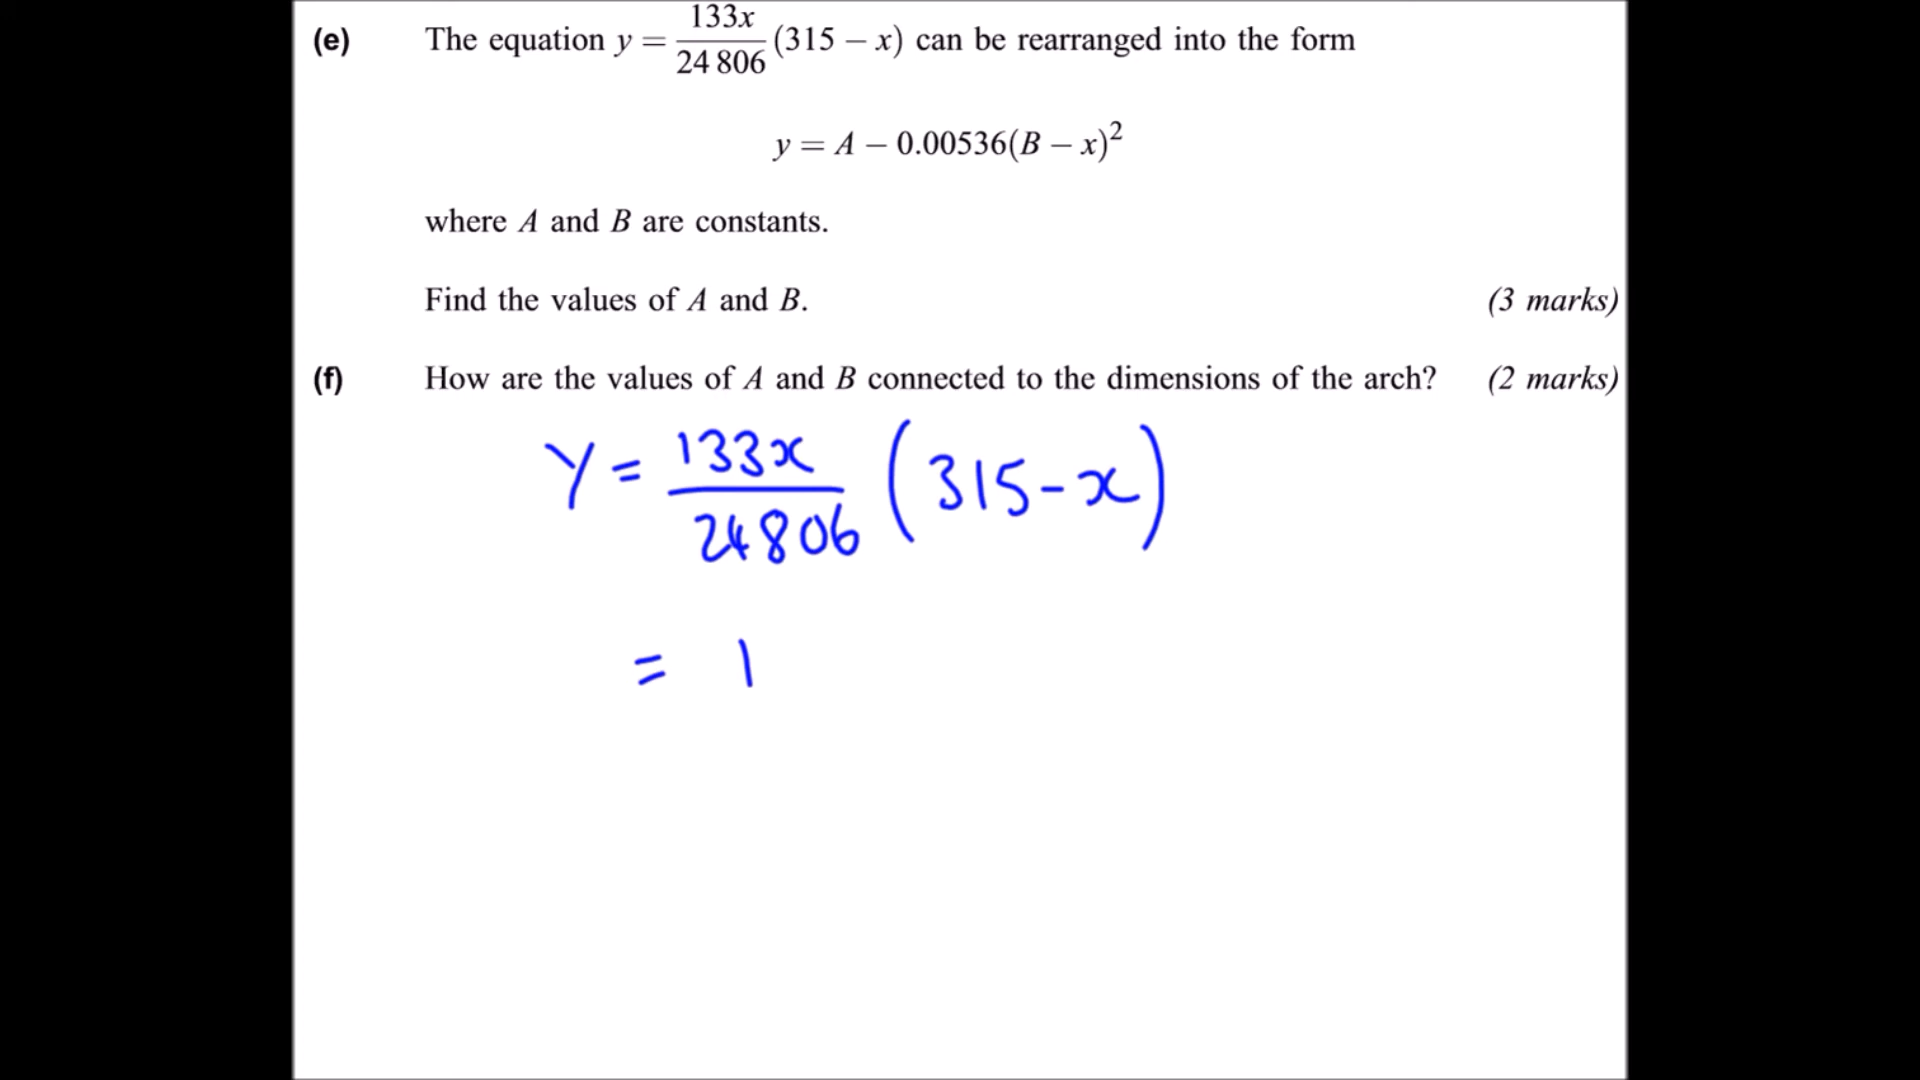 (e) The equation y = 133x/24 806 (315 − x) can be rearranged into the form
y = A − 0.00536(B − x)²
where A and B are constants.
Find the values of A and B. (3 marks)
(f) How are the values of A and B connected to the dimensions of the arch? (2 marks)
y = 133x/24806 (315-x)
= 1